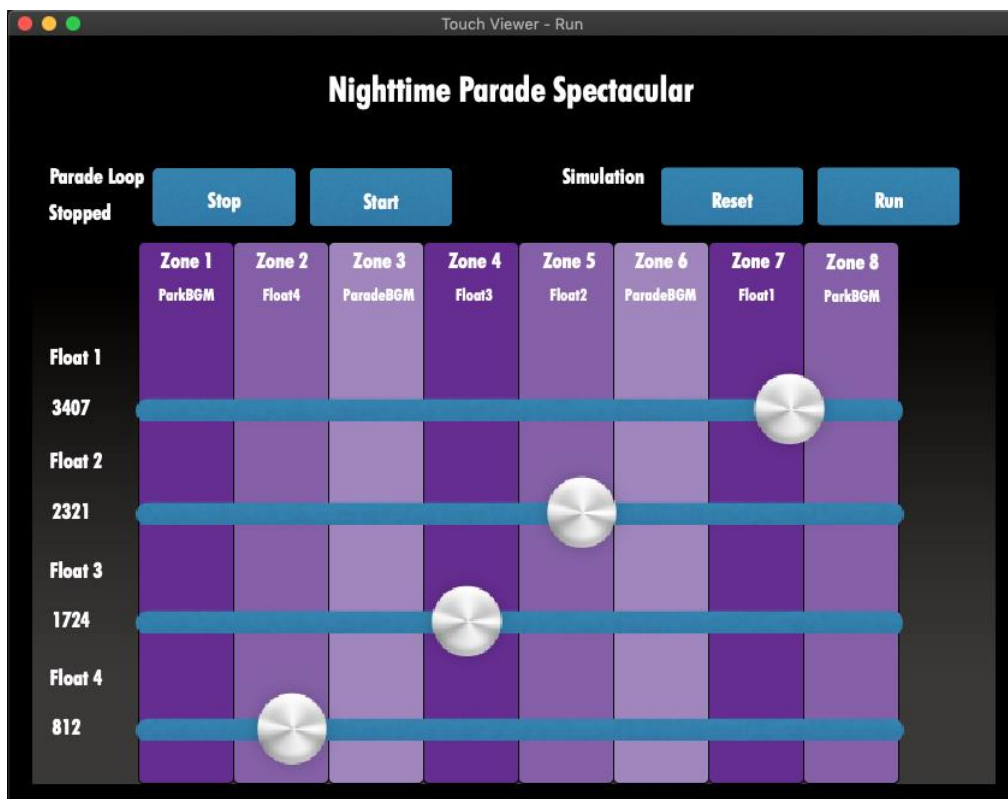 Touch Viewer - Run
Nighttime Parade Spectacular
Parade Loop
Stopped
Stop
Start
Simulation
Reset
Run
Zone 1 Zone 2 Zone 3 Zone 4 Zone 5 Zone 6 Zone 7 Zone 8
ParkBGM Float4 ParadeBGM Float3 Float2 ParadeBGM Float1 ParkBGM
Float 1
3407
Float 2
2321
Float 3
1724
Float 4
812